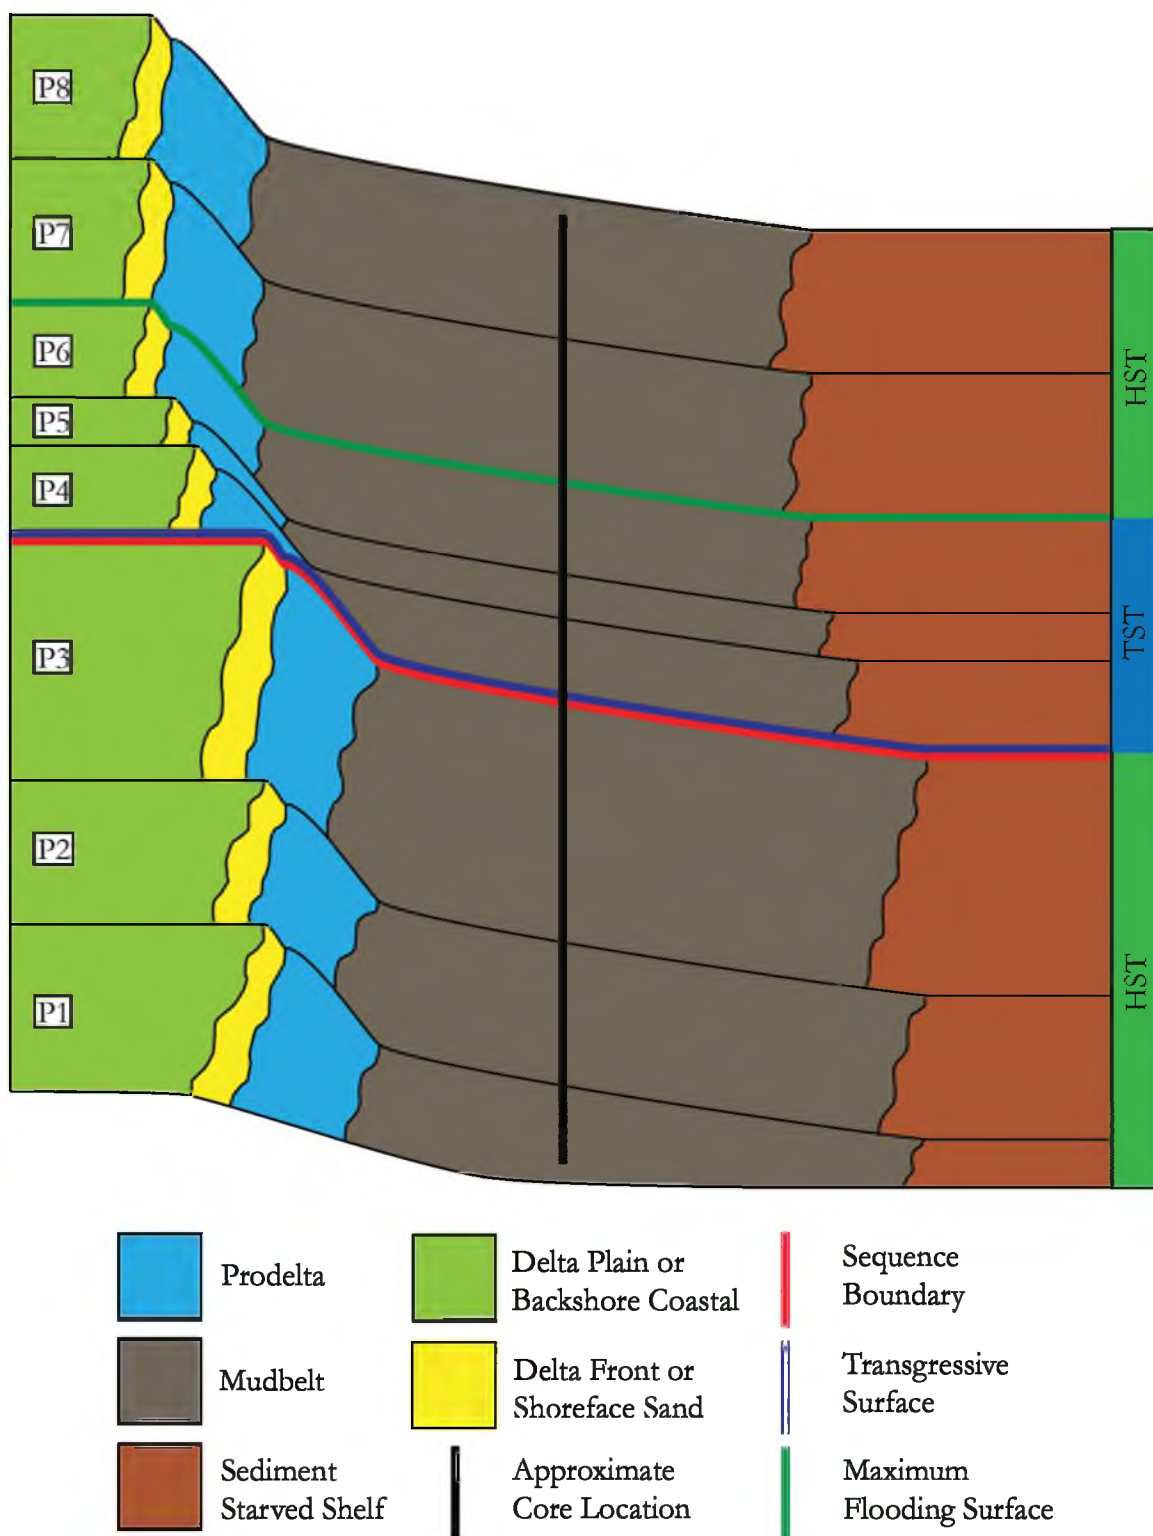 P8
P7
P6
P5
P4
P3
P2
P1
HST
TST
HST
Prodelta
Delta Plain or
Backshore Coastal
Sequence
Boundary
Mudbelt
Delta Front or
Shoreface Sand
Transgressive
Surface
Sediment
Starved Shelf
Approximate
Core Location
Maximum
Flooding Surface